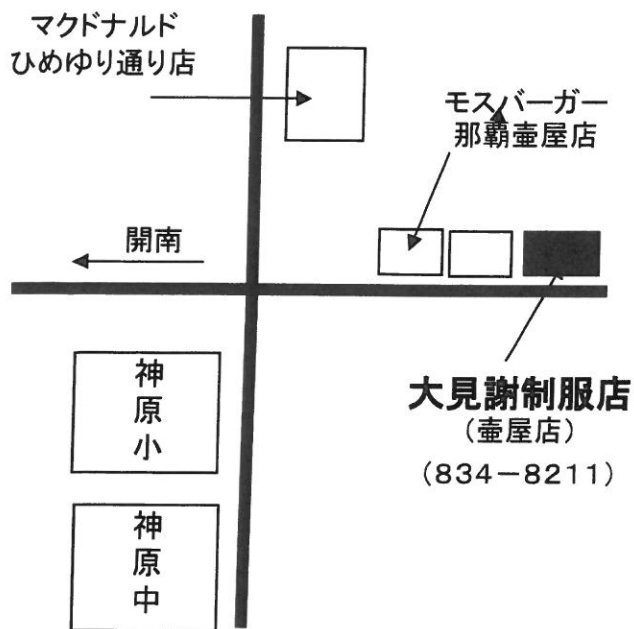 マクドナルド
ひめゆり通り店
モスバーガー
那覇壷屋店
開南
神原小
大見謝制服店
(壷屋店)
(834－8211)
神原中